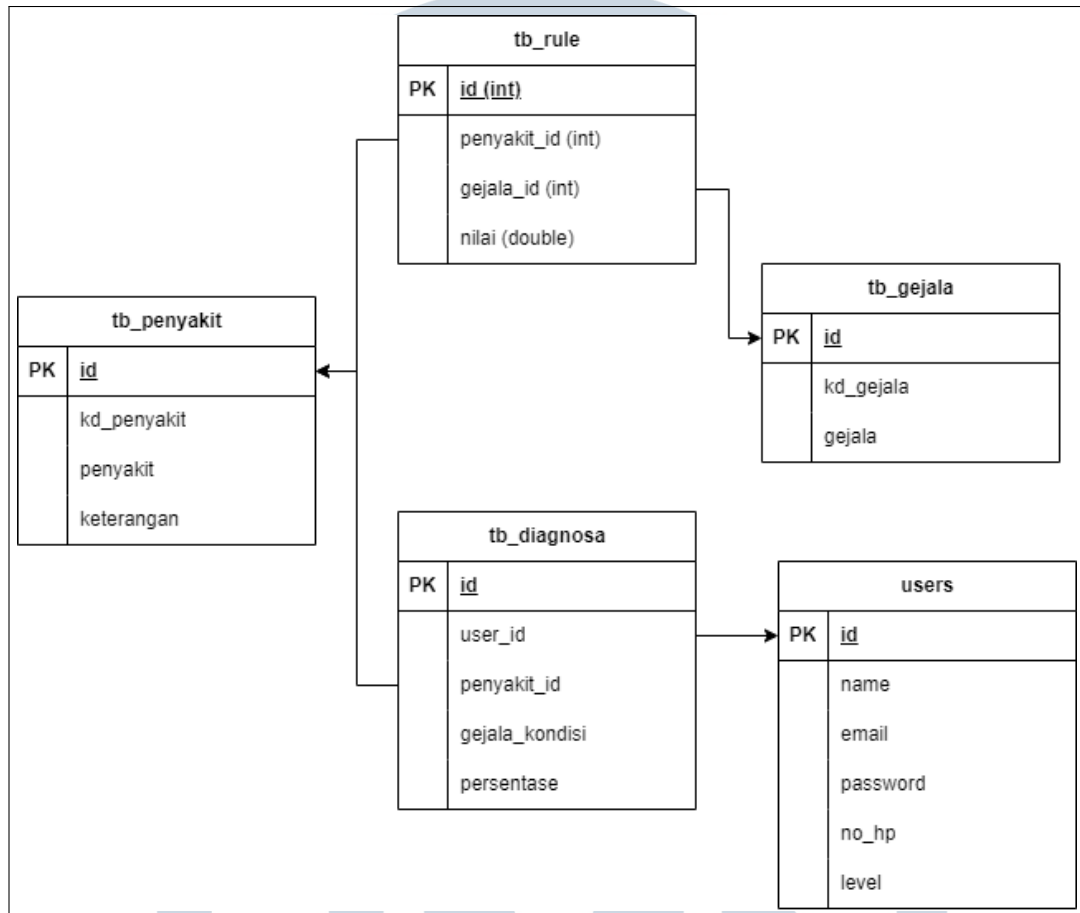 tb_rule
PK id (int)
penyakit_id (int)
gejala_id (int)
nilai (double)
tb_penyakit
PK id
kd_penyakit
penyakit
keterangan
tb_gejala
PK id
kd_gejala
gejala
tb_diagnosa
PK id
user_id
penyakit_id
gejala_kondisi
persentase
users
PK id
name
email
password
no_hp
level